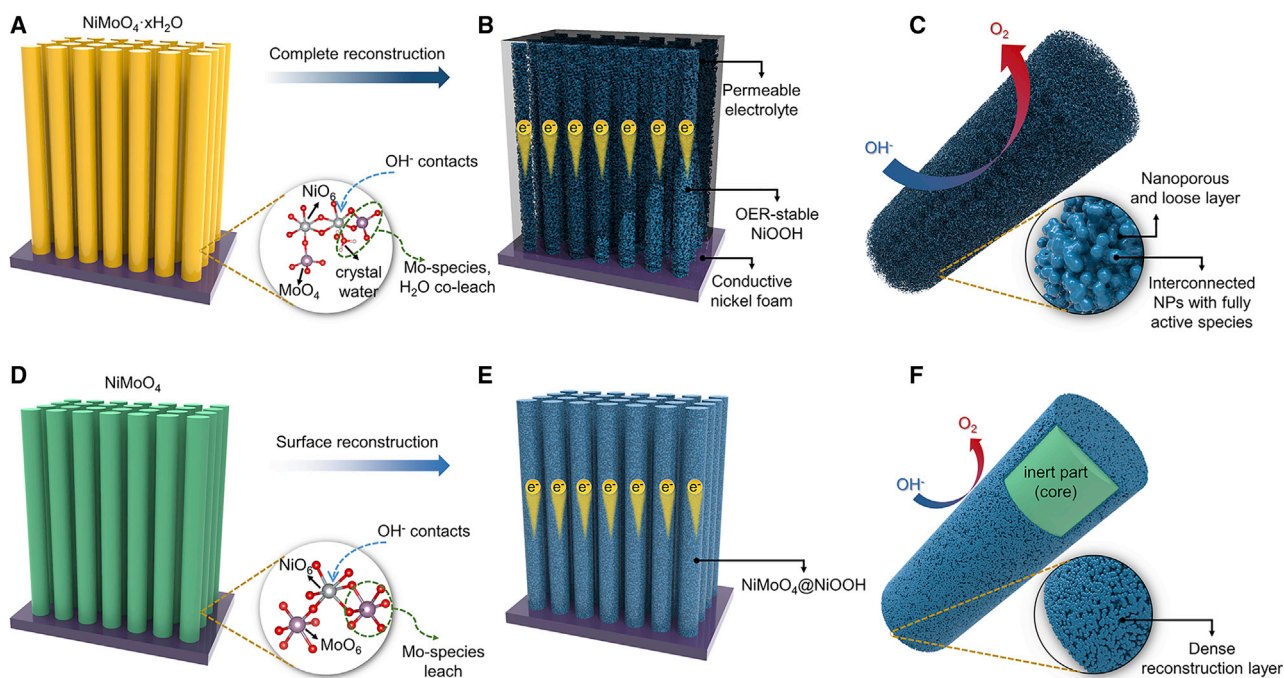 A
NiMoO₄·xH₂O
Complete reconstruction
OH⁻ contacts
NiO₆
MoO₄
crystal
water
Mo-species,
H₂O co-leach
B
e⁻ e⁻ e⁻ e⁻ e⁻ e⁻ e⁻
Permeable
electrolyte
OER-stable
NiOOH
Conductive
nickel foam
C
O₂
OH⁻
Nanoporous
and loose layer
Interconnected
NPs with fully
active species
D
NiMoO₄
Surface reconstruction
OH⁻ contacts
NiO₆
MoO₆
Mo-species
leach
E
e⁻ e⁻ e⁻ e⁻ e⁻ e⁻ e⁻
NiMoO₄@NiOOH
F
O₂
OH⁻
inert part
(core)
Dense
reconstruction layer